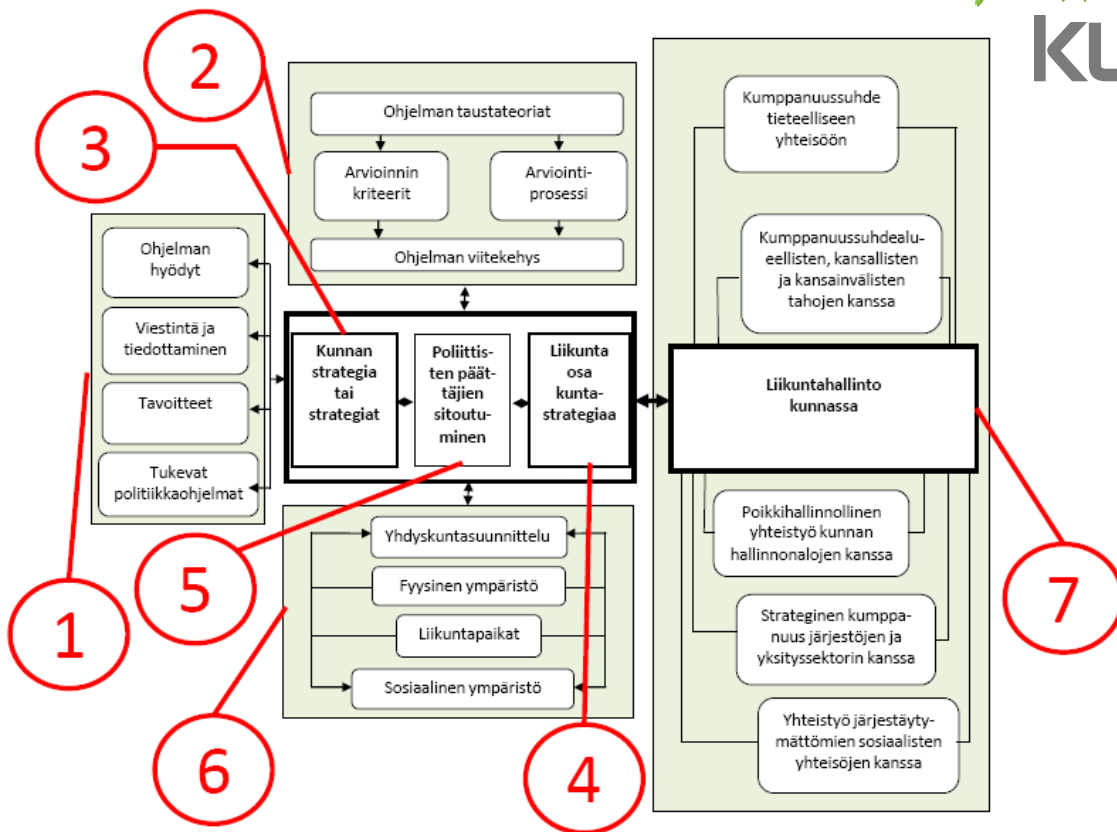 KU
2
Ohjelman taustateoriat
Arvioinnin
kriteerit
Arviointi-
prosessi
Ohjelman viitekehys
3
Ohjelman
hyödyt
Viestintä ja
tiedottaminen
Tavoitteet
Tukevat
politiikkaohjelmat
1
Kunnan
strategia
tai
strategiat
Poliittis-
ten päät-
täjien
sitoutu-
minen
Liikunta
osa
kunta-
strategiaa
5
Yhdyskuntasuunnittelu
Fyysinen ympäristö
Liikuntapaikat
Sosiaalinen ympäristö
6
4
Kumppanuussuhde
tieteelliseen
yhteisöön
Kumppanuussuhdealu-
eellisten, kansallisten
ja kansainvälisten
tahojen kanssa
Liikuntahallinto
kunnassa
Poikkihallinnollinen
yhteistyö kunnan
hallinnonalojen kanssa
Strateginen kumppa-
nuus järjestöjen ja
yksityssektorin kanssa
Yhteistyö järjestäyty-
mättömien sosiaalisten
yhteisöjen kanssa
7